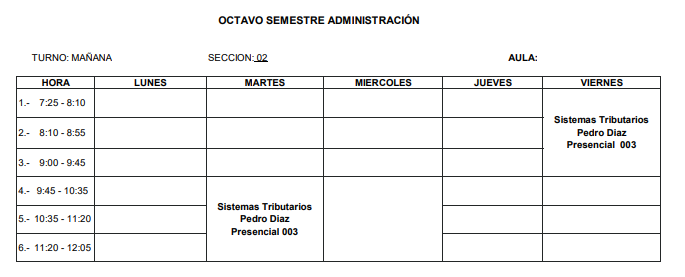 OCTAVO SEMESTRE ADMINISTRACIÓN
TURNO: MAÑANA SECCION: 02 AULA:
HORA LUNES MARTES MIERCOLES JUEVES VIERNES
1.- 7:25 - 8:10
2.- 8:10 - 8:55
3.- 9:00 - 9:45
Sistemas Tributarios
Pedro Diaz
Presencial 003
4.- 9:45 - 10:35
5.- 10:35 - 11:20
6.- 11:20 - 12:05
Sistemas Tributarios
Pedro Diaz
Presencial 003